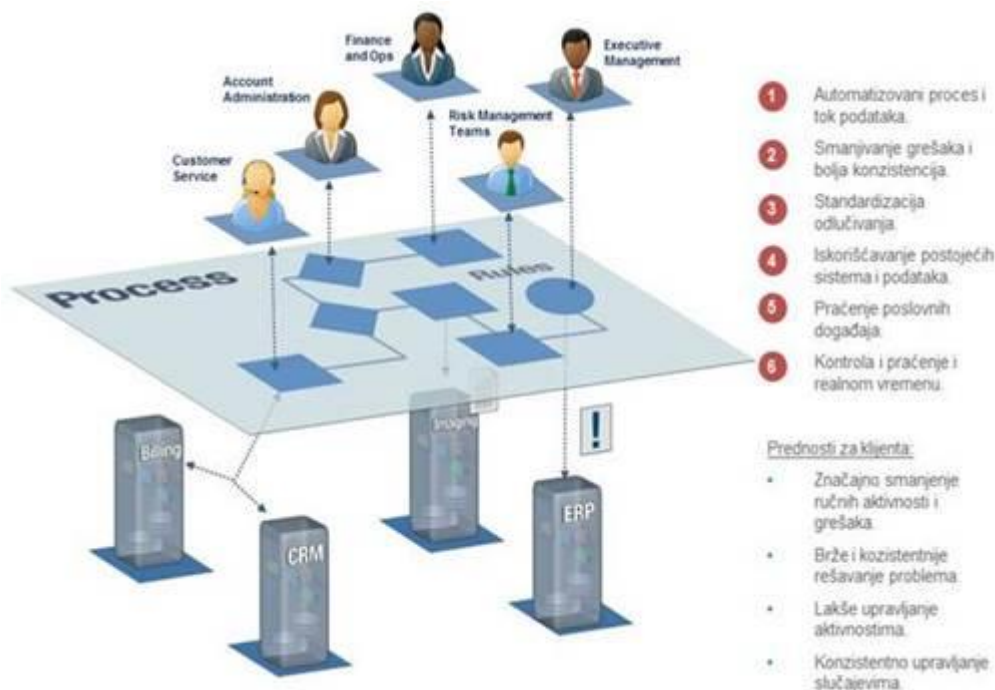 Finance
and Ops
Executive
Management
Account
Administration
Risk Management
Teams
Customer
Service
Process
Rules
Billing
CRM
Imaging
ERP
!
1 Automatizovani proces i
tok podataka.
2 Smanjivanje grešaka i
bolja konzistencija.
3 Standardizacija
odlučivanja.
4 Iskorišćavanje postojećih
sistema i podataka.
5 Praćenje poslovnih
događaja.
6 Kontrola i praćenje i
realnom vremenu.
Prednosti za klijenta:
• Značajno smanjenje
ručnih aktivnosti i
grešaka.
• Brže i kozistentnije
rešavanje problema.
• Lakše upravljanje
aktivnostima.
• Konzistentno upravljanje
slučajevima.